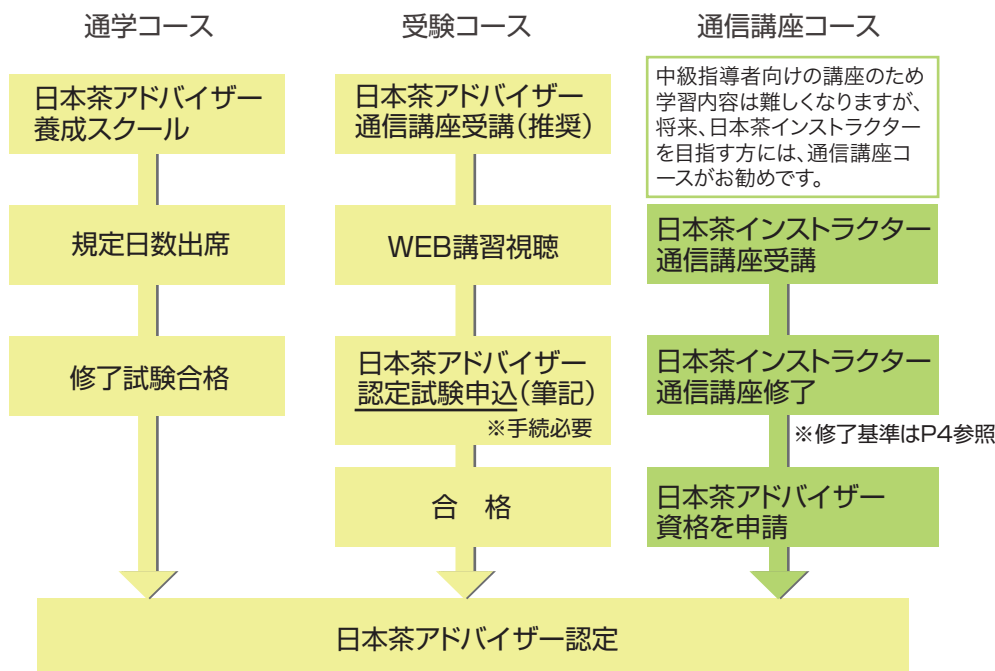 通学コース
日本茶アドバイザー
養成スクール
規定日数出席
修了試験合格
受験コース
日本茶アドバイザー
通信講座受講(推奨)
WEB講習視聴
日本茶アドバイザー
認定試験申込(筆記)
※手続必要
合　格
通信講座コース
中級指導者向けの講座のため
学習内容は難しくなりますが、
将来、日本茶インストラクター
を目指す方には、通信講座コ
ースがお勧めです。
日本茶インストラクター
通信講座受講
日本茶インストラクター
通信講座修了
※修了基準はP4参照
日本茶アドバイザー
資格を申請
日本茶アドバイザー認定